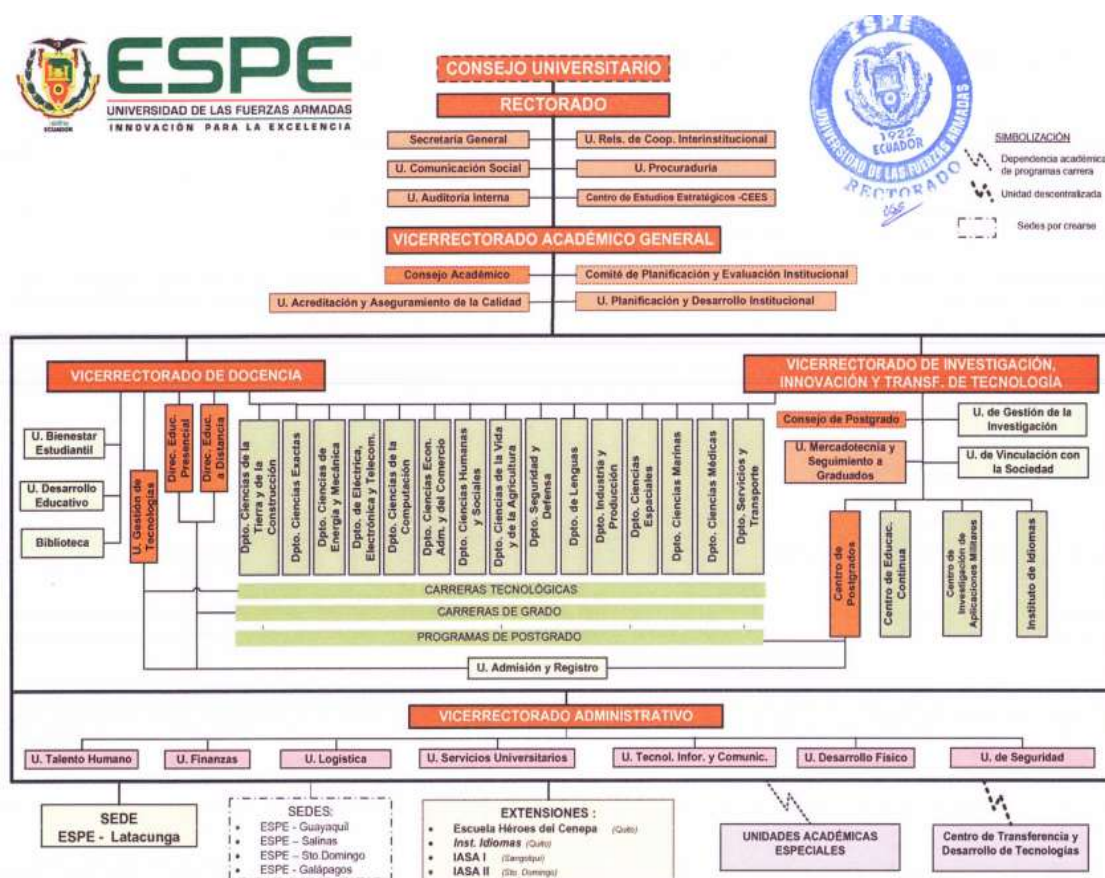 ESPE
UNIVERSIDAD DE LAS FUERZAS ARMADAS
INNOVACIÓN PARA LA EXCELENCIA
ECUADOR
ESPE
UNIVERSIDAD DE LAS FUERZAS ARMADAS
1922
ECUADOR
RECTORADO
SIMBOLIZACIÓN
Dependencia académica
de programas carrera
Unidad descentralizada
Sedes por crearse
CONSEJO UNIVERSITARIO
RECTORADO
Secretaría General
U. Rels. de Coop. Interinstitucional
U. Comunicación Social
U. Procuraduría
U. Auditoría Interna
Centro de Estudios Estratégicos -CEES
VICERRECTORADO ACADÉMICO GENERAL
Consejo Académico
Comité de Planificación y Evaluación Institucional
U. Acreditación y Aseguramiento de la Calidad
U. Planificación y Desarrollo Institucional
VICERRECTORADO DE DOCENCIA
VICERRECTORADO DE INVESTIGACIÓN,
INNOVACIÓN Y TRANSF. DE TECNOLOGÍA
U. Bienestar
Estudiantil
U. Desarrollo
Educativo
Biblioteca
U. Gestión de
Tecnologías
Direc. Educ.
Presencial
Direc. Educ.
a Distancia
Dpto. Ciencias de la
Tierra y de la
Construcción
Dpto. Ciencias Exactas
Dpto. Ciencias de
Energía y Mecánica
Dpto. de Eléctrica,
Electrónica y Telecom.
Dpto. Ciencias de la
Computación
Dpto. Ciencias Econ.
Adm. y del Comercio
Dpto. Ciencias Humanas
y Sociales
Dpto. Ciencias de la Vida
y de la Agricultura
Dpto. Seguridad y
Defensa
Dpto. de Lenguas
Dpto. Industria y
Producción
Dpto. Ciencias
Espaciales
Dpto. Ciencias Marinas
Dpto. Ciencias Médicas
Dpto. Servicios y
Transporte
Consejo de Postgrado
U. de Gestión de la
Investigación
U. Mercadotecnia y
Seguimiento a
Graduados
U. de Vinculación con
la Sociedad
Centro de
Postgrados
Centro de Educac.
Continua
Centro de
Investigación de
Aplicaciones Militares
Instituto de Idiomas
CARRERAS TECNOLÓGICAS
CARRERAS DE GRADO
PROGRAMAS DE POSTGRADO
U. Admisión y Registro
VICERRECTORADO ADMINISTRATIVO
U. Talento Humano
U. Finanzas
U. Logística
U. Servicios Universitarios
U. Tecnol. Infor. y Comunic.
U. Desarrollo Físico
U. de Seguridad
SEDE
ESPE - Latacunga
SEDES:
• ESPE - Guayaquil
• ESPE – Salinas
• ESPE – Sto.Domingo
• ESPE - Galápagos
EXTENSIONES :
• Escuela Héroes del Cenepa (Quito)
• Inst. Idiomas (Quito)
• IASA I (Sangolquí)
• IASA II (Sto. Domingo)
UNIDADES ACADÉMICAS
ESPECIALES
Centro de Transferencia y
Desarrollo de Tecnologías